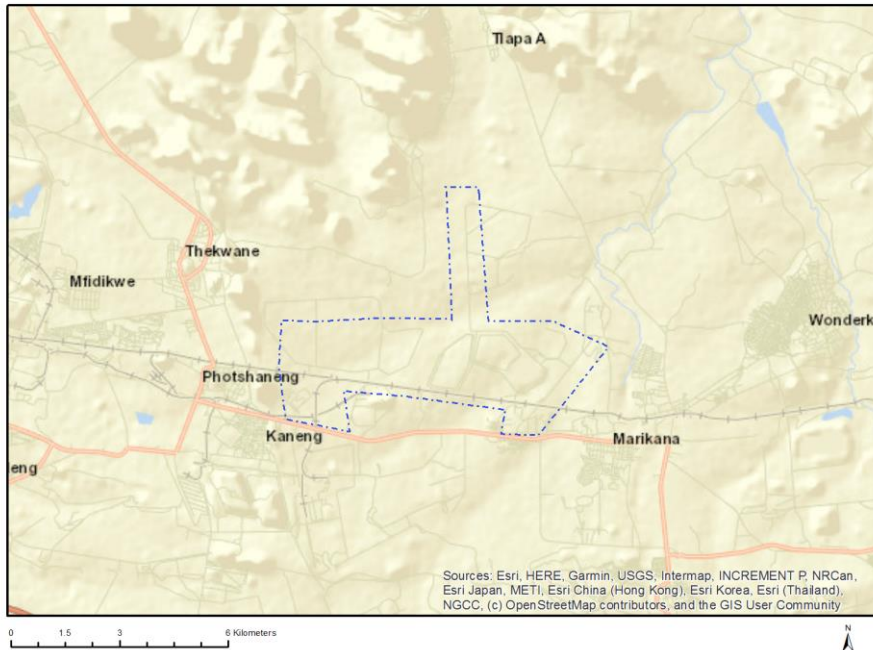 Tlapa A
Thekwane
Mfidikwe
Wonderk
Photshaneng
Kaneng
Marikana
eng
Sources: Esri, HERE, Garmin, USGS, Intermap, INCREMENT P, NRCan,
Esri Japan, METI, Esri China (Hong Kong), Esri Korea, Esri (Thailand),
NGCC, (c) OpenStreetMap contributors, and the GIS User Community
0 1.5 3 6 Kilometers
N